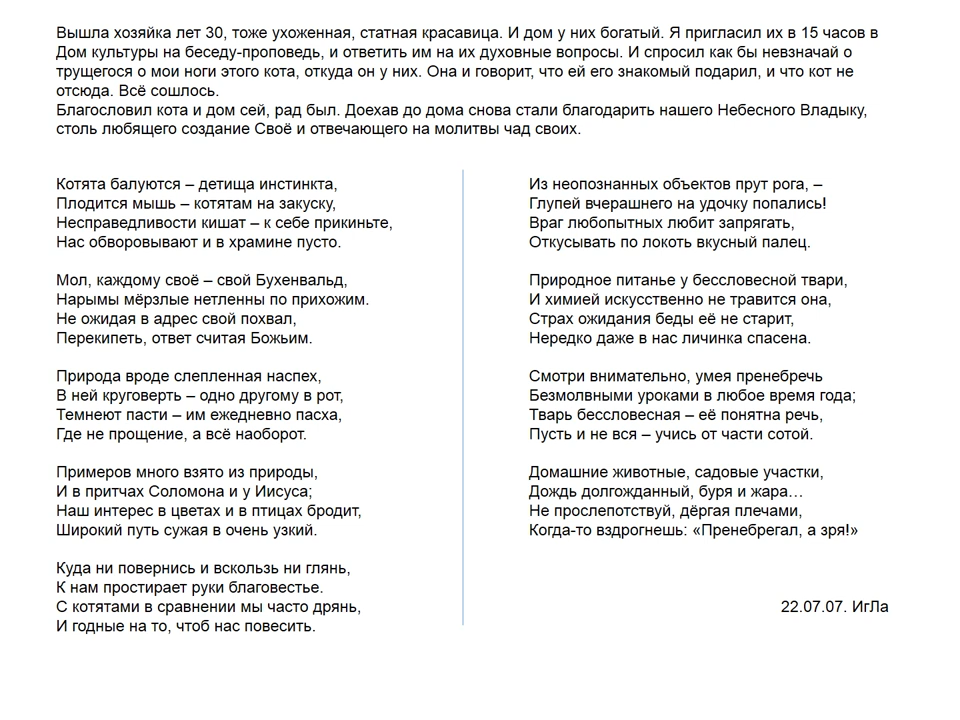 Вышла хозяйка лет 30, тоже ухоженная, статная красавица. И дом у них богатый. Я пригласил их в 15 часов в
Дом культуры на беседу-проповедь, и ответить им на их духовные вопросы. И спросил как бы невзначай о
трущегося о мои ноги этого кота, откуда он у них. Она и говорит, что ей его знакомый подарил, и что кот не
отсюда. Всё сошлось.
Благословил кота и дом сей, рад был. Доехав до дома снова стали благодарить нашего Небесного Владыку,
столь любящего создание Своё и отвечающего на молитвы чад своих.
Котята балуются – детища инстинкта,
Плодится мышь – котятам на закуску,
Несправедливости кишат – к себе прикиньте,
Нас обворовывают и в храмине пусто.
Мол, каждому своё – свой Бухенвальд,
Нарымы мёрзлые нетленны по прихожим.
Не ожидая в адрес свой похвал,
Перекипеть, ответ считая Божьим.
Природа вроде слепленная наспех,
В ней круговерть – одно другому в рот,
Темнеют пасти – им ежедневно пасха,
Где не прощение, а всё наоборот.
Примеров много взято из природы,
И в притчах Соломона и у Иисуса;
Наш интерес в цветах и в птицах бродит,
Широкий путь сужая в очень узкий.
Куда ни повернись и вскользь ни глянь,
К нам простирает руки благовестье.
С котятами в сравнении мы часто дрянь,
И годные на то, чтоб нас повесить.
Из неопознанных объектов прут рога, –
Глупей вчерашнего на удочку попались!
Враг любопытных любит запрягать,
Откусывать по локоть вкусный палец.
Природное питанье у бессловесной твари,
И химией искусственно не травится она,
Страх ожидания беды её не старит,
Нередко даже в нас личинка спасена.
Смотри внимательно, умея пренебречь
Безмолвными уроками в любое время года;
Тварь бессловесная – её понятна речь,
Пусть и не вся – учись от части сотой.
Домашние животные, садовые участки,
Дождь долгожданный, буря и жара…
Не прослепотствуй, дёргая плечами,
Когда-то вздрогнешь: «Пренебрегал, а зря!»
22.07.07. ИгЛа